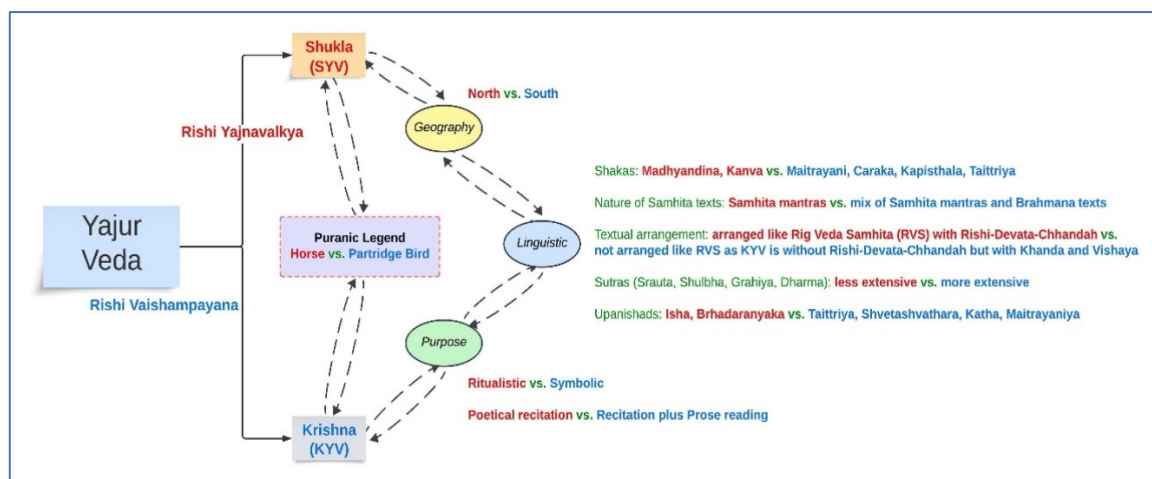 Yajur
Veda
Rishi Yajnavalkya
Rishi Vaishampayana
Shukla
(SYV)
Puranic Legend
Horse vs. Partridge Bird
Krishna
(KYV)
Geography
North vs. South
Linguistic
Shakas: Madhyandina, Kanva vs. Maitrayani, Caraka, Kapisthala, Taittriya
Nature of Samhita texts: Samhita mantras vs. mix of Samhita mantras and Brahmana texts
Textual arrangement: arranged like Rig Veda Samhita (RVS) with Rishi-Devata-Chhandah vs.
not arranged like RVS as KYV is without Rishi-Devata-Chhandah but with Khanda and Vishaya
Sutras (Srauta, Shulbha, Grahiya, Dharma): less extensive vs. more extensive
Upanishads: Isha, Brhadaranyaka vs. Taittriya, Shvetashvathara, Katha, Maitrayaniya
Purpose
Ritualistic vs. Symbolic
Poetical recitation vs. Recitation plus Prose reading